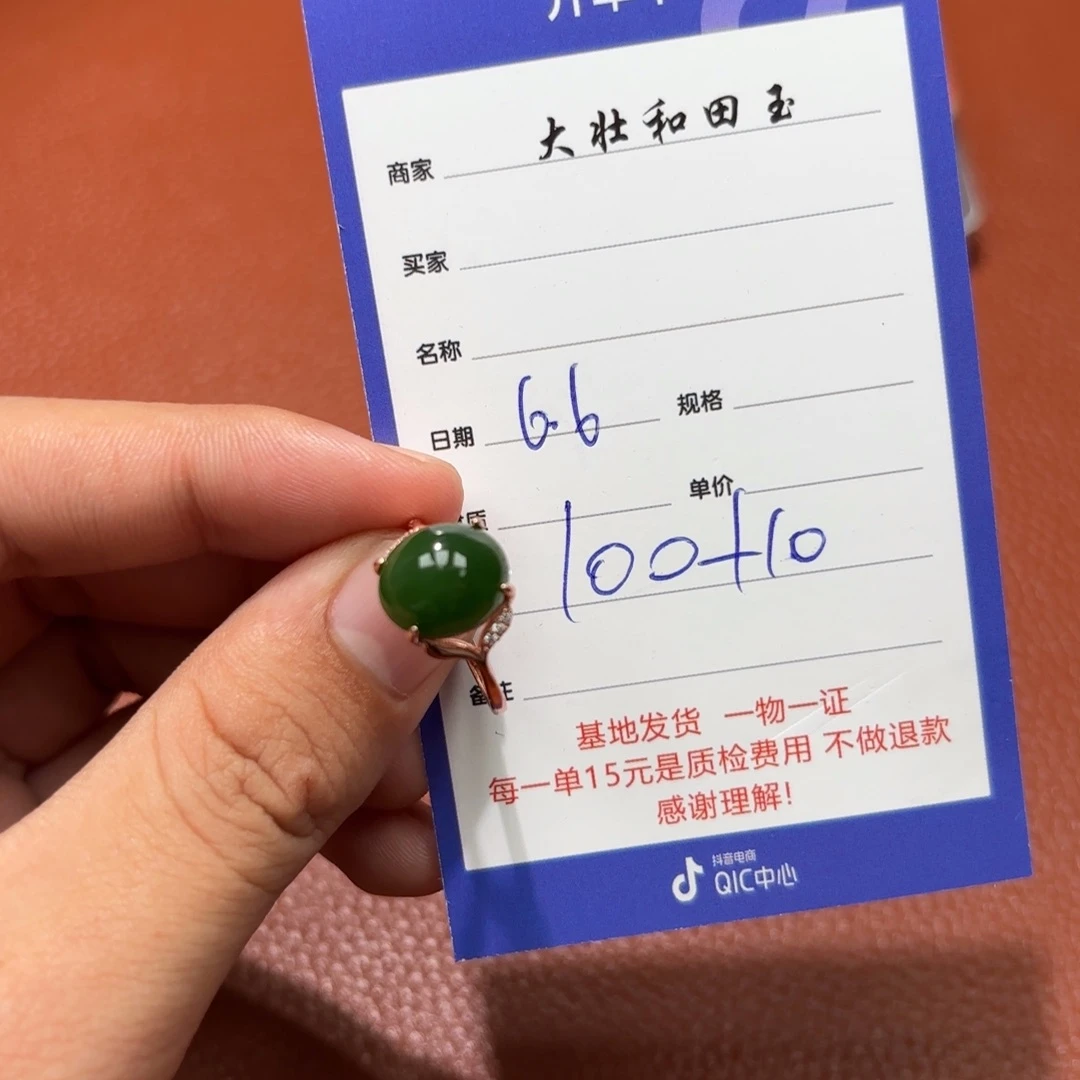 商家 大壮和田玉
买家
名称
日期 6.6 规格
质 单价
100+10
备注
基地发货 一物一证
每一单15元是质检费用 不做退款
感谢理解!
抖音电商
QIC中心